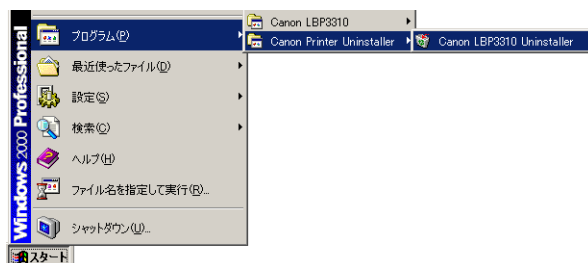 Canon LBP3310
Canon Printer Uninstaller
Canon LBP3310 Uninstaller
プログラム(P)
最近使ったファイル(D)
設定(S)
検索(C)
ヘルプ(H)
ファイル名を指定して実行(R)...
シャットダウン(U)...
Windows 2000 Professional
スタート